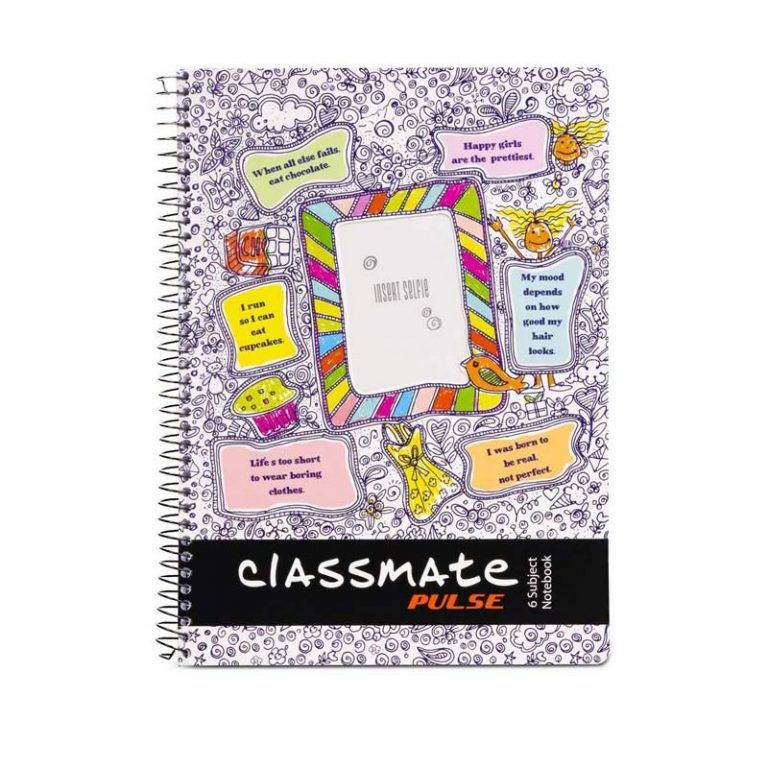 When all else fails,
eat chocolate.
Happy girls
are the prettiest.
INSERT SELFIE
My mood
depends
on how
good my
hair
looks.
I run
so I can
eat
cupcakes.
Life s too short
to wear boring
clothes.
I was born to
be real,
not perfect.
classmate
PULSE
6 Subject
Notebook